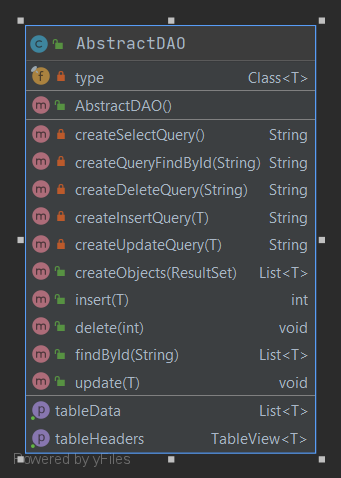 AbstractDAO
type Class<T>
AbstractDAO()
createSelectQuery() String
createQueryFindById(String) String
createDeleteQuery(String) String
createInsertQuery(T) String
createUpdateQuery(T) String
createObjects(ResultSet) List<T>
insert(T) int
delete(int) void
findById(String) List<T>
update(T) void
tableData List<T>
tableHeaders TableView<T>
Powered by yFiles